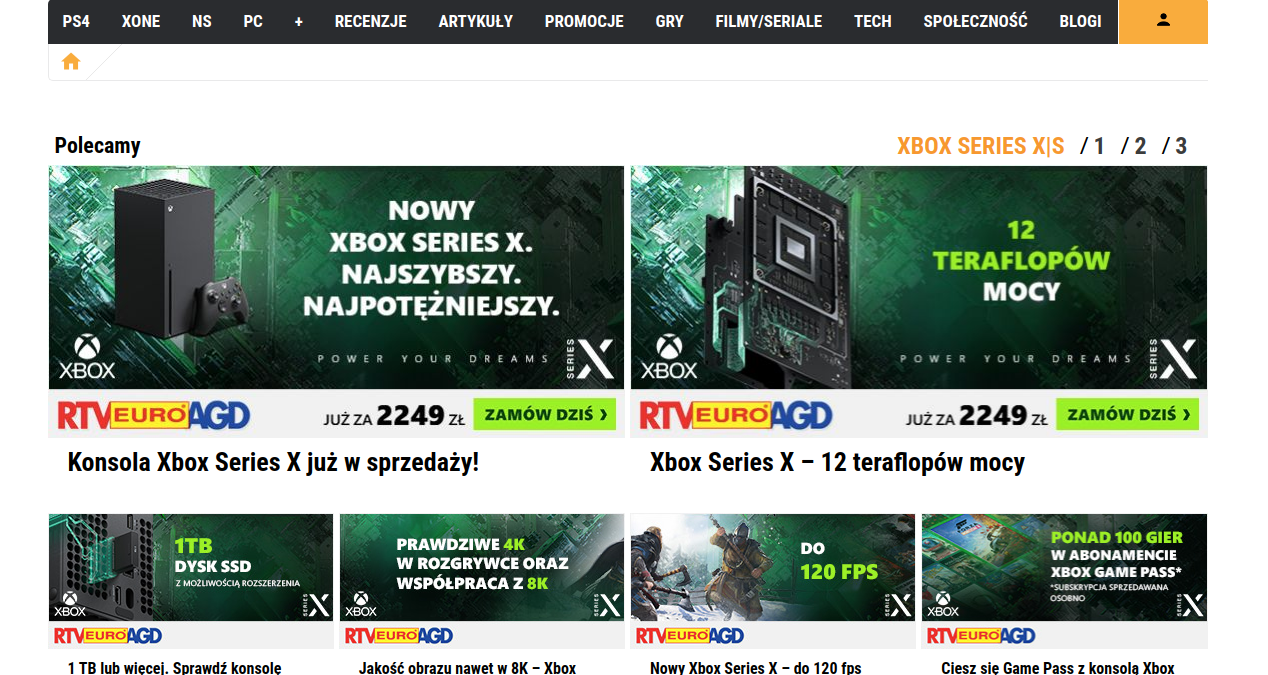 PS4 XONE NS PC + RECENZJE ARTYKUŁY PROMOCJE GRY FILMY/SERIALE TECH SPOŁECZNOŚĆ BLOGI
Polecamy
XBOX SERIES X|S / 1 / 2 / 3
NOWY
XBOX SERIES X.
NAJSZYBSZY.
NAJPOTĘŻNIEJSZY.
POWER YOUR DREAMS
XBOX
SERIES X
RTV EURO AGD
JUŻ ZA 2249 ZŁ
ZAMÓW DZIŚ ❯
Konsola Xbox Series X już w sprzedaży!
12
TERAFLOPÓW
MOCY
POWER YOUR DREAMS
XBOX
SERIES X
RTV EURO AGD
JUŻ ZA 2249 ZŁ
ZAMÓW DZIŚ ❯
Xbox Series X – 12 teraflopów mocy
1TB
DYSK SSD
Z MOŻLIWOŚCIĄ ROZSZERZENIA
XBOX
SERIES X
RTV EURO AGD
1 TB lub więcej. Sprawdź konsolę
PRAWDZIWE 4K
W ROZGRYWCE ORAZ
WSPÓŁPRACA Z 8K
XBOX
SERIES X
RTV EURO AGD
Jakość obrazu nawet w 8K – Xbox
DO
120 FPS
SERIES X
RTV EURO AGD
Nowy Xbox Series X – do 120 fps
PONAD 100 GIER
W ABONAMENCIE
XBOX GAME PASS*
*SUBSKRYPCJA SPRZEDAWANA
OSOBNO
XBOX
SERIES X
RTV EURO AGD
Ciesz się Game Pass z konsolą Xbox